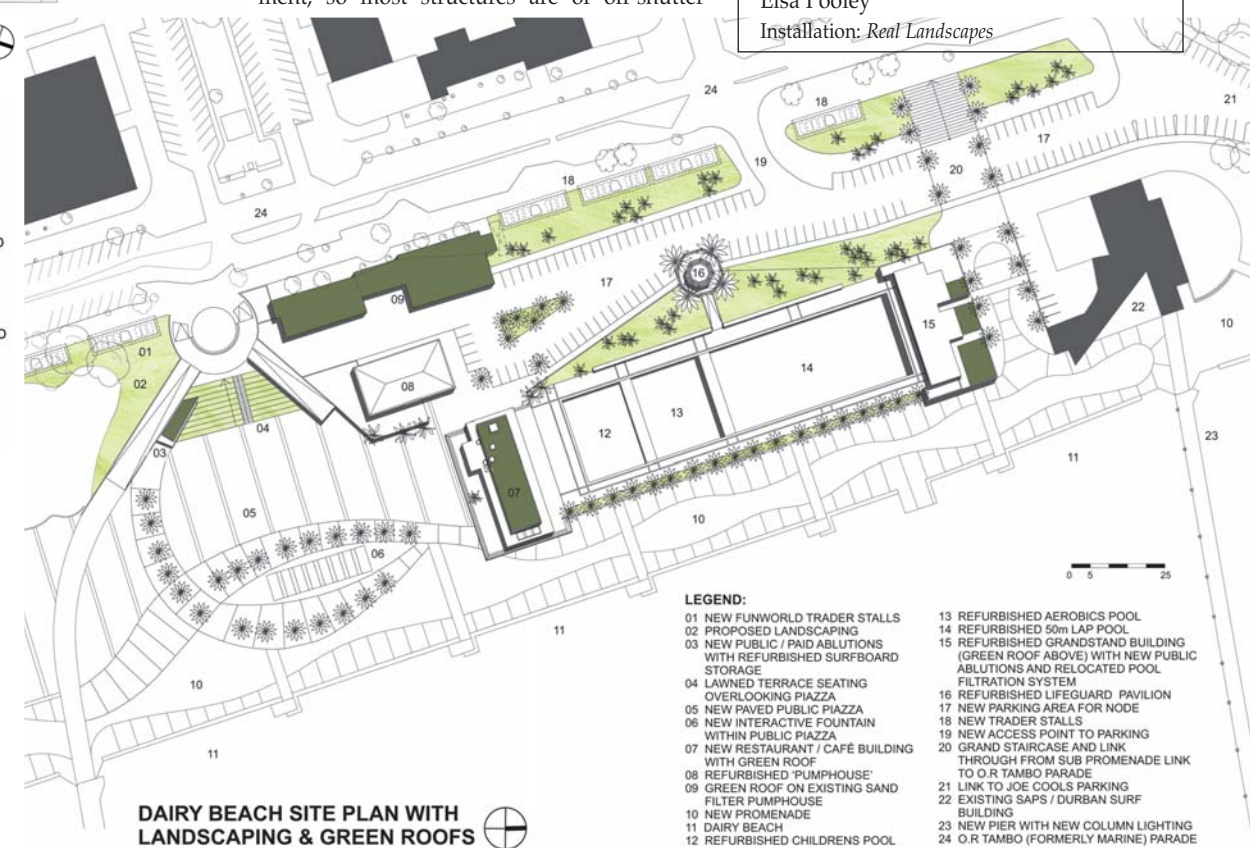 ment, so most structures are of off-shutter
Elsa Pooley
Installation: Real Landscapes
24
18
21
17
19
20
24
18
16
17
09
22
10
15
01
02
08
14
13
04
12
03
23
11
07
05
10
06
0 5 25
11
10
11
LEGEND:
01 NEW FUNWORLD TRADER STALLS
02 PROPOSED LANDSCAPING
03 NEW PUBLIC / PAID ABLUTIONS
WITH REFURBISHED SURFBOARD
STORAGE
04 LAWNED TERRACE SEATING
OVERLOOKING PIAZZA
05 NEW PAVED PUBLIC PIAZZA
06 NEW INTERACTIVE FOUNTAIN
WITHIN PUBLIC PIAZZA
07 NEW RESTAURANT / CAFÉ BUILDING
WITH GREEN ROOF
08 REFURBISHED 'PUMPHOUSE'
09 GREEN ROOF ON EXISTING SAND
FILTER PUMPHOUSE
10 NEW PROMENADE
11 DAIRY BEACH
12 REFURBISHED CHILDRENS POOL
13 REFURBISHED AEROBICS POOL
14 REFURBISHED 50m LAP POOL
15 REFURBISHED GRANDSTAND BUILDING
(GREEN ROOF ABOVE) WITH NEW PUBLIC
ABLUTIONS AND RELOCATED POOL
FILTRATION SYSTEM
16 REFURBISHED LIFEGUARD PAVILION
17 NEW PARKING AREA FOR NODE
18 NEW TRADER STALLS
19 NEW ACCESS POINT TO PARKING
20 GRAND STAIRCASE AND LINK
THROUGH FROM SUB PROMENADE LINK
TO O.R TAMBO PARADE
21 LINK TO JOE COOLS PARKING
22 EXISTING SAPS / DURBAN SURF
BUILDING
23 NEW PIER WITH NEW COLUMN LIGHTING
24 O.R TAMBO (FORMERLY MARINE) PARADE
DAIRY BEACH SITE PLAN WITH
LANDSCAPING & GREEN ROOFS